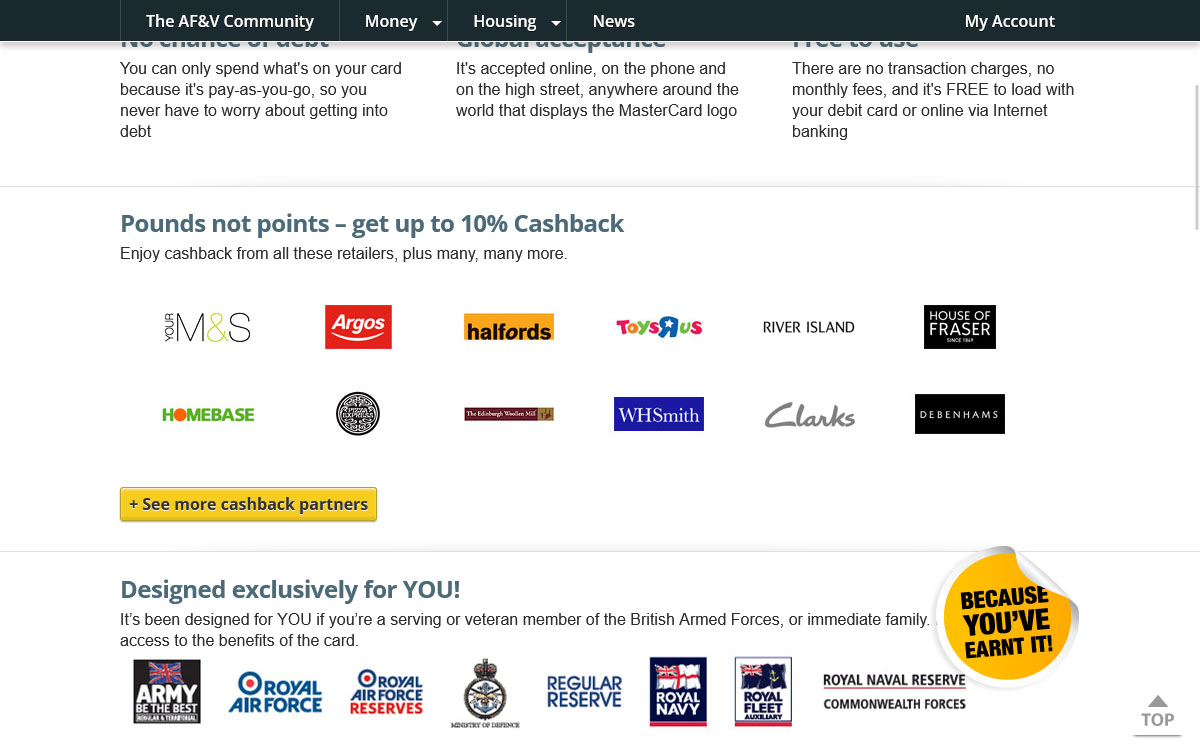 The AF&V Community Money Housing News My Account
No chance of debt
Global acceptance
Free to use
You can only spend what's on your card
because it's pay-as-you-go, so you
never have to worry about getting into
debt
It's accepted online, on the phone and
on the high street, anywhere around the
world that displays the MasterCard logo
There are no transaction charges, no
monthly fees, and it's FREE to load with
your debit card or online via Internet
banking
Pounds not points – get up to 10% Cashback
Enjoy cashback from all these retailers, plus many, many more.
YOUR M&S
Argos
halfords
ToysRus
RIVER ISLAND
HOUSE OF
FRASER
SINCE 1849
HOMEBASE
PIZZA
EXPRESS
The Edinburgh Woollen Mill
WHSmith
Clarks
DEBENHAMS
+ See more cashback partners
Designed exclusively for YOU!
It's been designed for YOU if you're a serving or veteran member of the British Armed Forces, or immediate family.
access to the benefits of the card.
BECAUSE
YOU'VE
EARNT IT!
ARMY
BE THE BEST
REGULAR & TERRITORIAL
ROYAL
AIR FORCE
ROYAL
AIR FORCE
RESERVES
MINISTRY OF DEFENCE
REGULAR
RESERVE
ROYAL
NAVY
ROYAL
FLEET
AUXILIARY
ROYAL NAVAL RESERVE
COMMONWEALTH FORCES
TOP